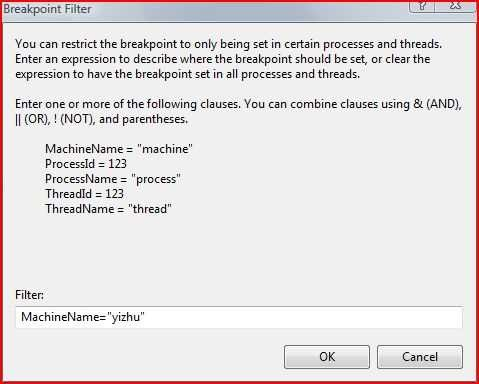 Breakpoint Filter
You can restrict the breakpoint to only being set in certain processes and threads.
Enter an expression to describe where the breakpoint should be set, or clear the
expression to have the breakpoint set in all processes and threads.
Enter one or more of the following clauses. You can combine clauses using & (AND),
|| (OR), ! (NOT), and parentheses.
MachineName = "machine"
ProcessId = 123
ProcessName = "process"
ThreadId = 123
ThreadName = "thread"
Filter:
MachineName="yizhu"
OK Cancel